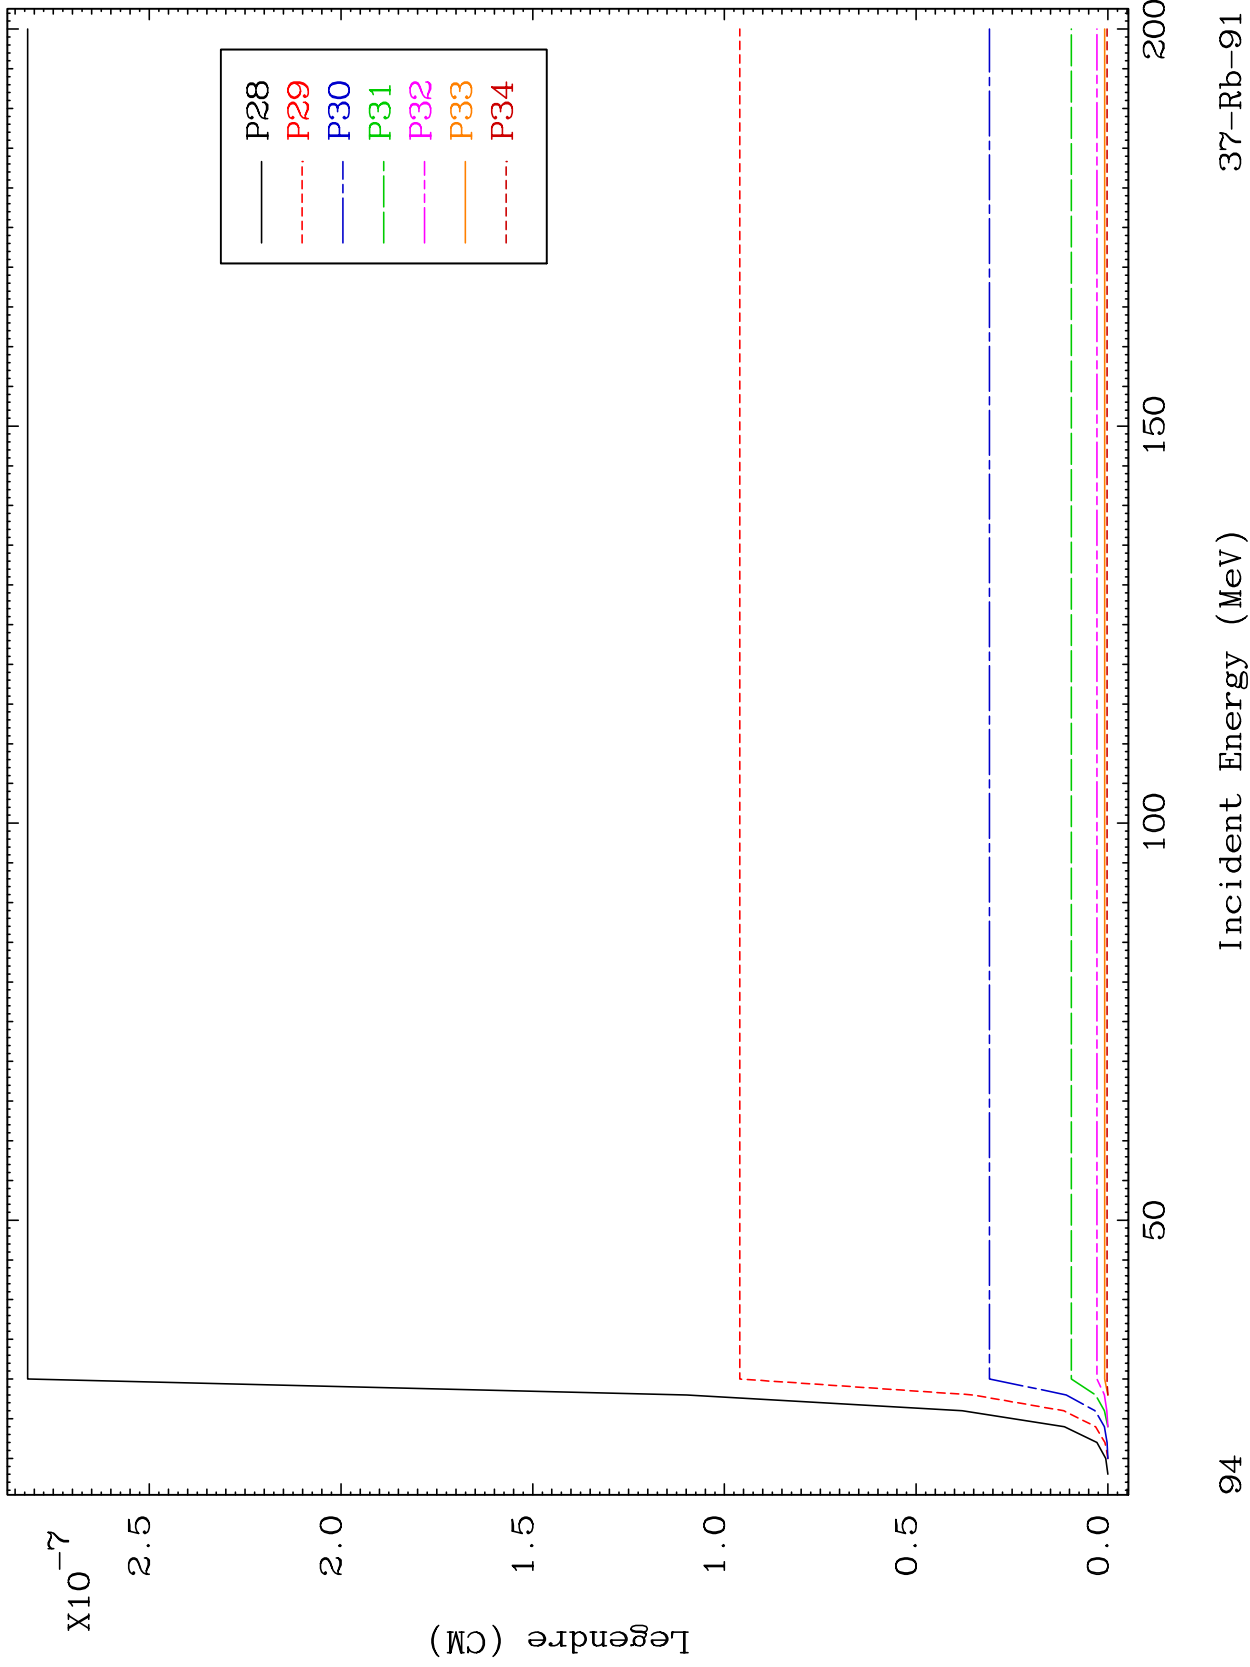 X10-7
2.5
2.0
1.5
1.0
0.5
0.0
Legendre (CM)
P28
P29
P30
P31
P32
P33
P34
50
100
150
200
Incident Energy (MeV)
94
37-Rb-91